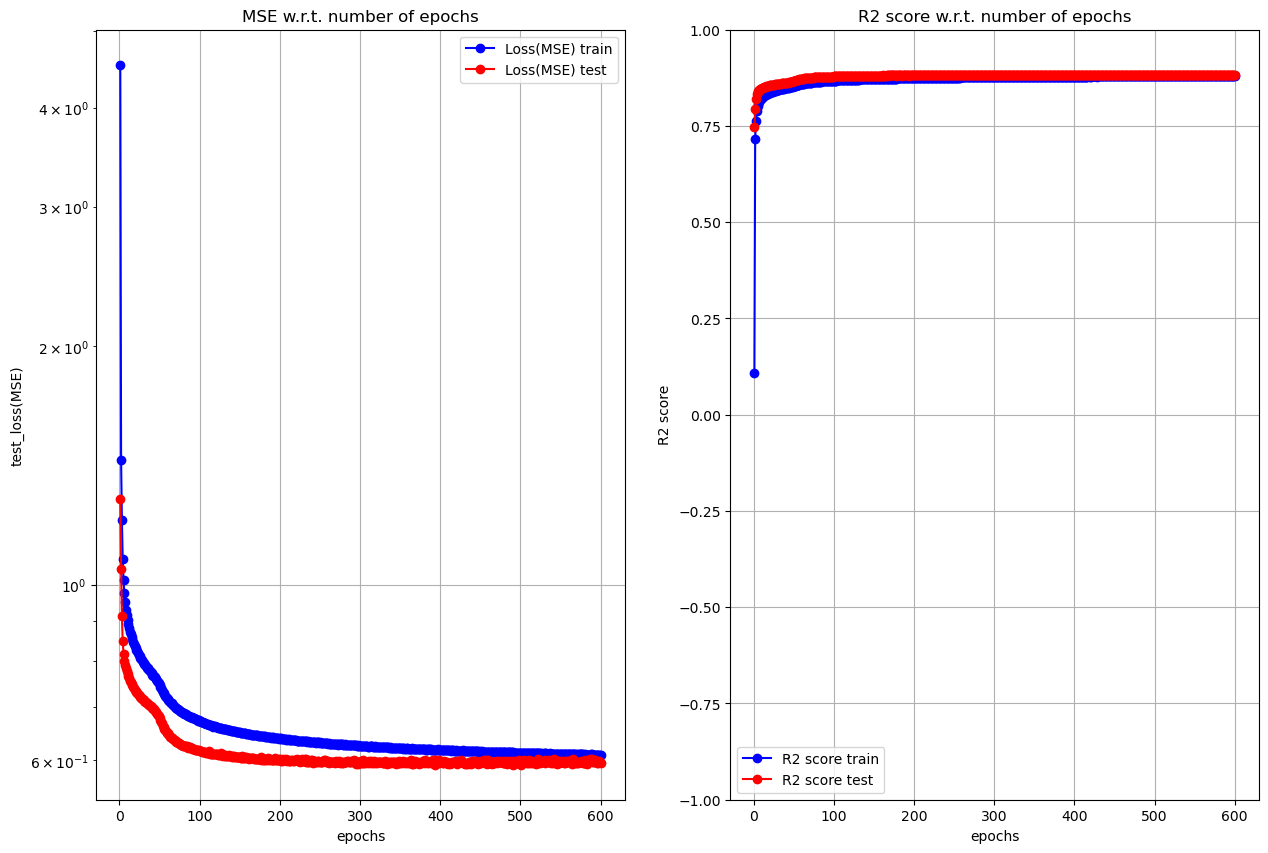 MSE w.r.t. number of epochs
Loss(MSE) train
Loss(MSE) test
4 × 10⁰
3 × 10⁰
2 × 10⁰
10⁰
6 × 10⁻¹
test_loss(MSE)
0 100 200 300 400 500 600
epochs
R2 score w.r.t. number of epochs
1.00
0.75
0.50
0.25
0.00
−0.25
−0.50
−0.75
−1.00
R2 score
R2 score train
R2 score test
0 100 200 300 400 500 600
epochs